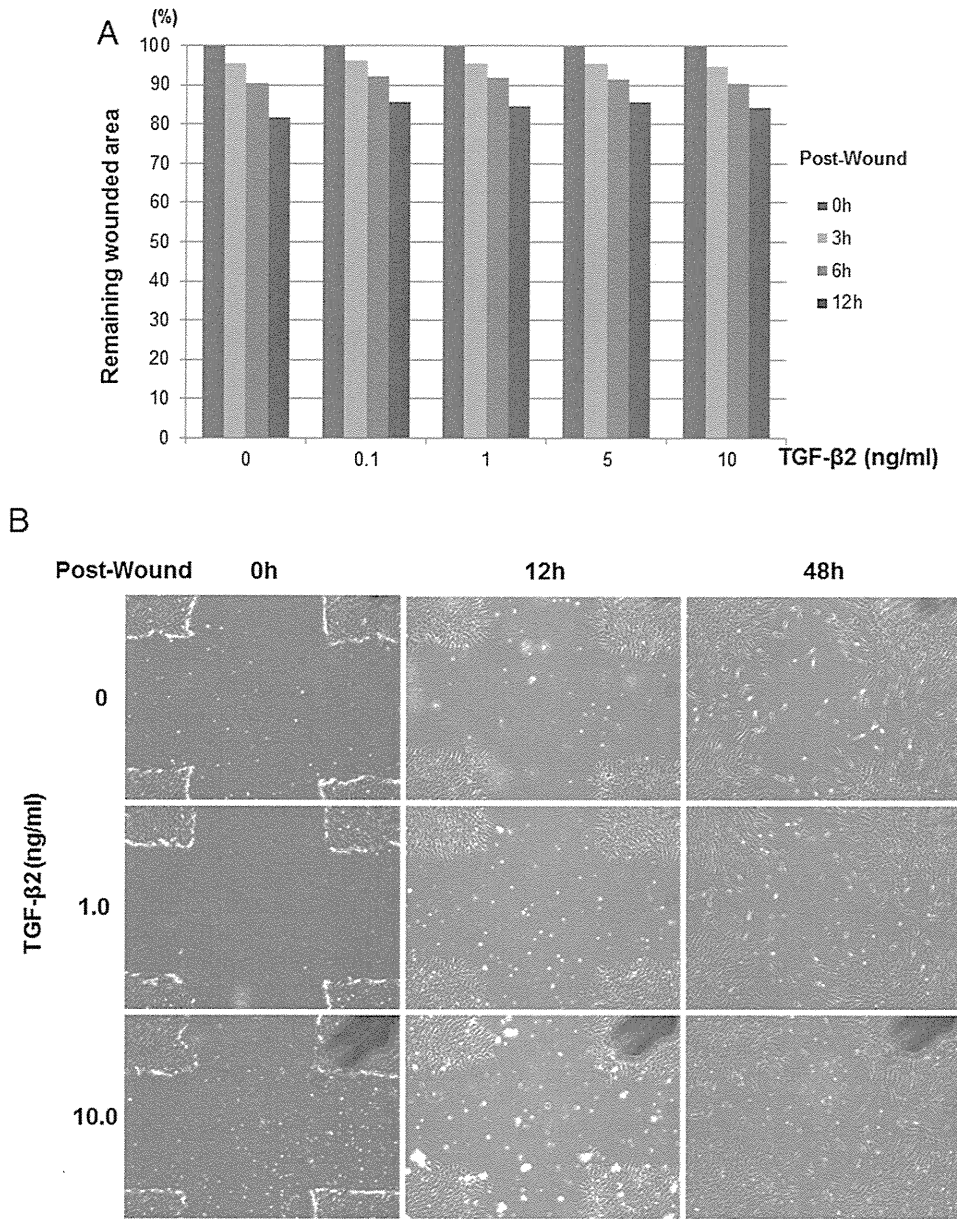 A
(%)
100
90
80
70
60
50
40
30
20
10
0
Remaining wounded area
0
0.1
1
5
10
TGF-β2 (ng/ml)
Post-Wound
0h
3h
6h
12h
B
Post-Wound
0h
12h
48h
TGF-β2 (ng/ml)
0
1.0
10.0